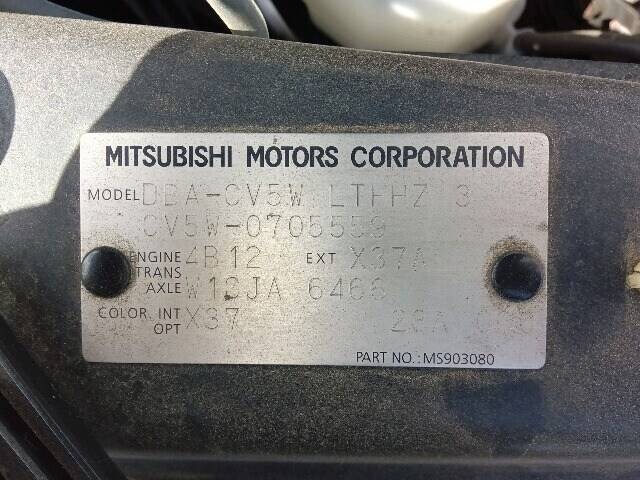 MITSUBISHI MOTORS CORPORATION
MODEL DBA-CV5W LTHHZ 3
CV5W-0705559
ENGINE 4B12 EXT X37A
TRANS
AXLE W1CJA 6466
COLOR. INT X37
OPT
PART NO.: MS903080